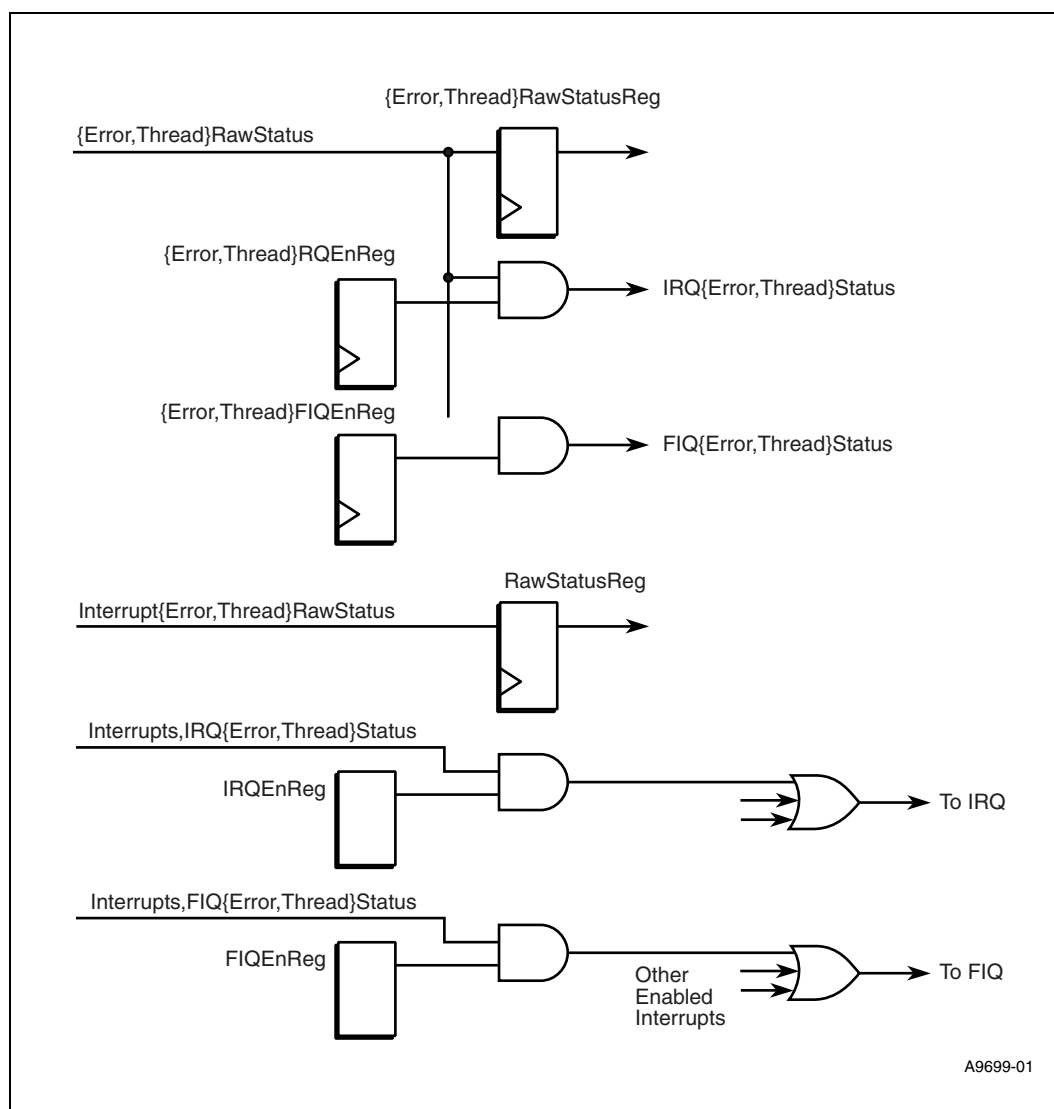 {Error,Thread}RawStatusReg
{Error,Thread}RawStatus
{Error,Thread}RQEnReg
IRQ{Error,Thread}Status
{Error,Thread}FIQEnReg
FIQ{Error,Thread}Status
RawStatusReg
Interrupt{Error,Thread}RawStatus
Interrupts,IRQ{Error,Thread}Status
IRQEnReg
To IRQ
Interrupts,FIQ{Error,Thread}Status
FIQEnReg
To FIQ
Other
Enabled
Interrupts
A9699-01